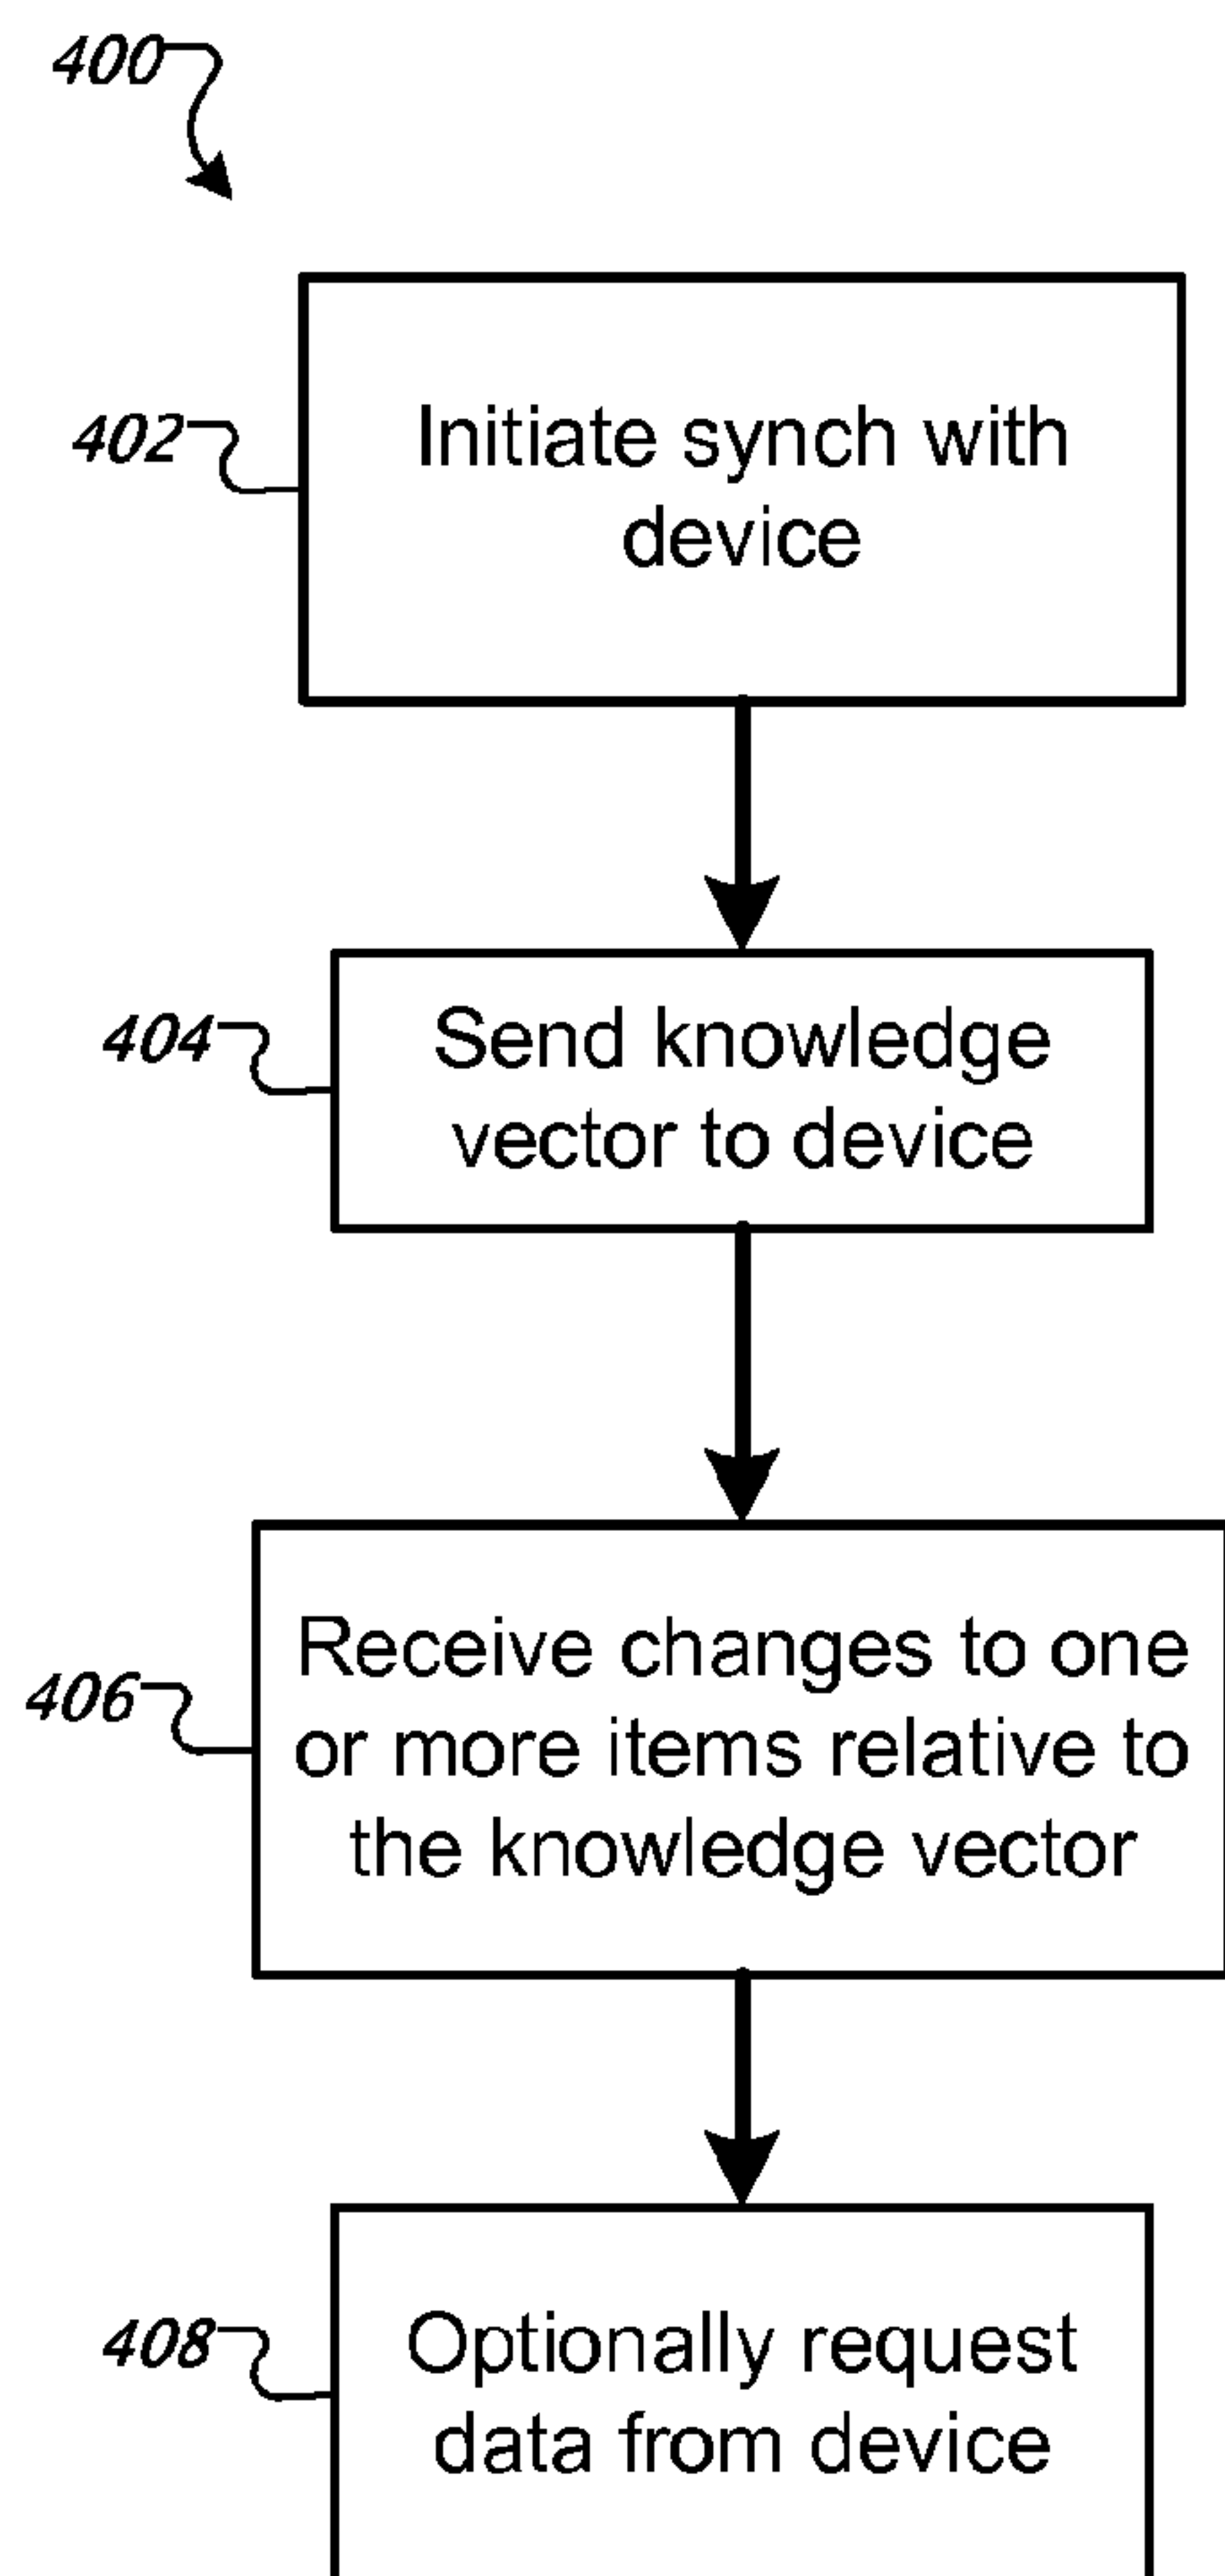 400
402
Initiate synch with
device
404
Send knowledge
vector to device
406
Receive changes to one
or more items relative to
the knowledge vector
408
Optionally request
data from device